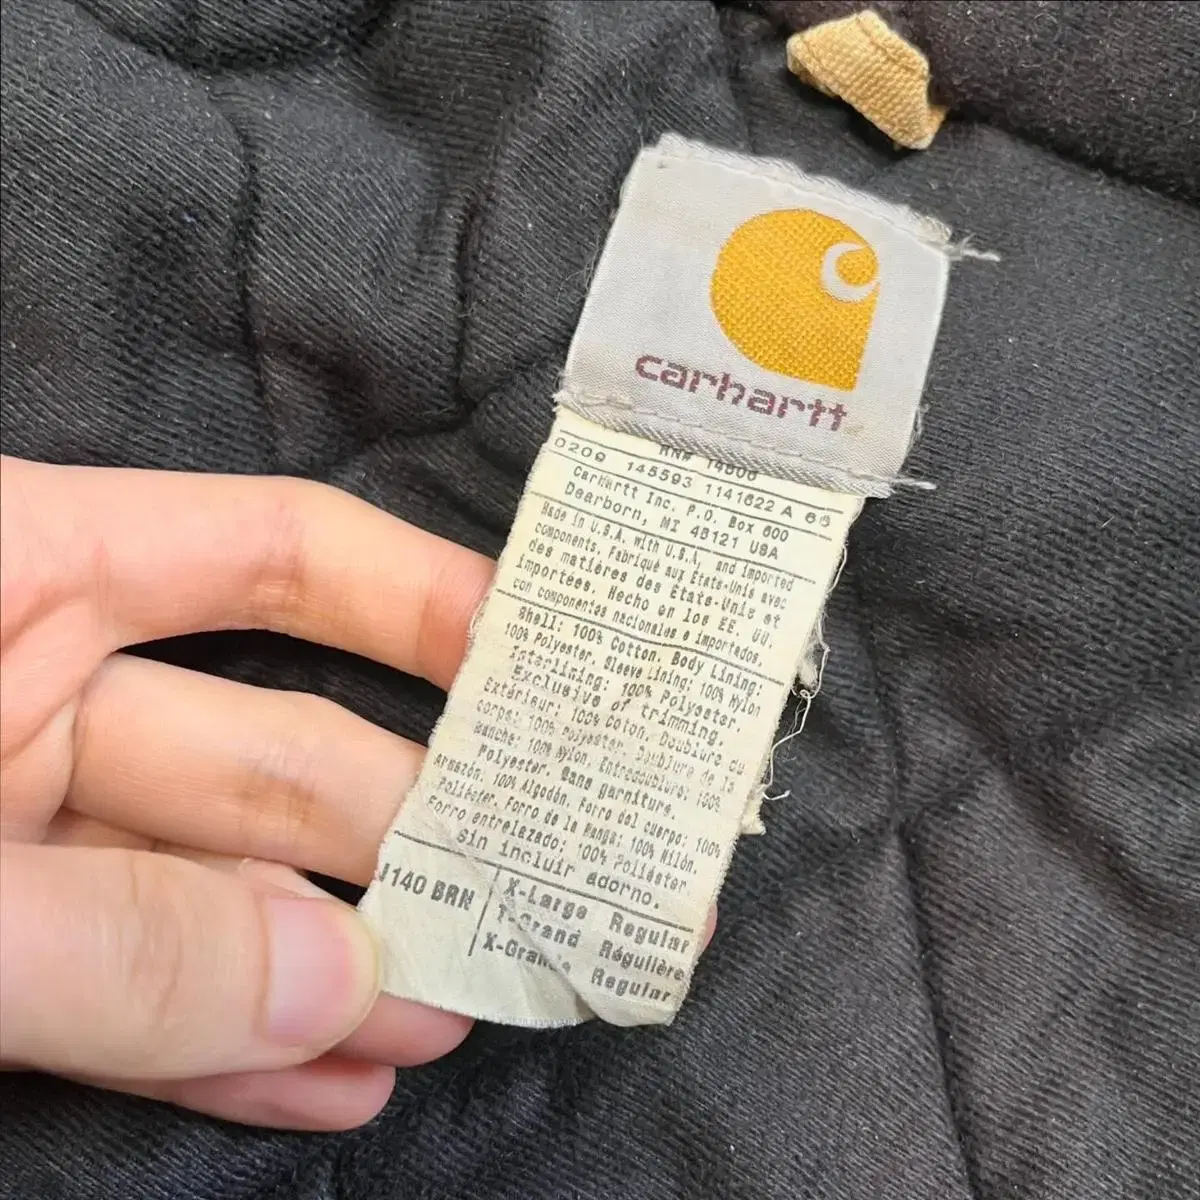 carhartt
RN# 14806
0209 145593 1141622 A 65
Carhartt Inc. P.O. Box 600
Dearborn, MI 48121 USA
Made in U.S.A. with U.S.A. and imported
components. Fabriqué aux États-Unis avec
des matières des États-Unis et
importées. Hecho en los EE. UU.
con componentes nacionales e importados.
Shell: 100% Cotton. Body Lining:
100% Polyester. Sleeve Lining: 100% Nylon
Interlining: 100% Polyester.
Exclusive of trimming.
Extérieur: 100% Coton. Doublure du
corps: 100% Polyester. Doublure de la
Manche: 100% Nylon. Entredoublure: 100%
Polyester. Sans garniture.
Armazón. 100% Algodón. Forro del cuerpo: 100%
Poliéster. Forro de la Manga: 100% Nilón.
Forro entrelazado: 100% Poliéster.
Sin incluir adorno.
J140 BRN
X-Large Regular
T-Grand Régulière
X-Grande Regular